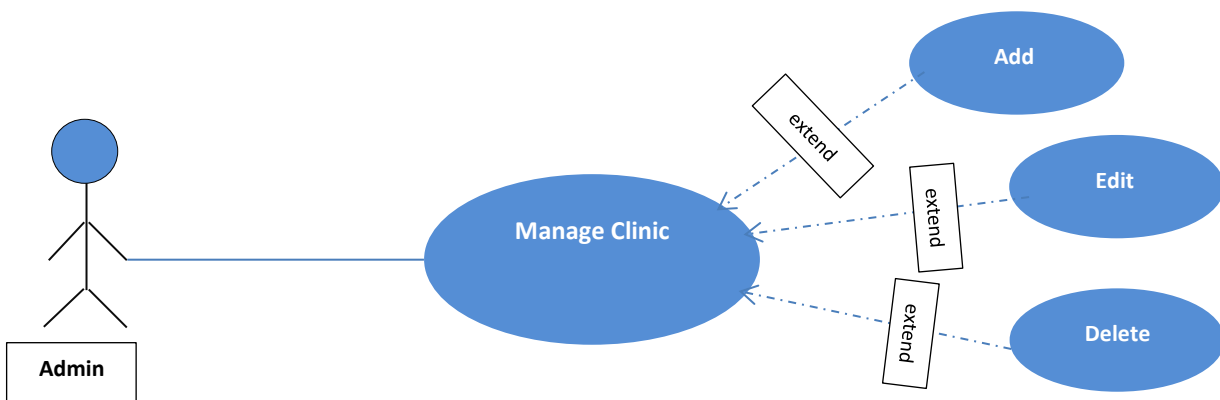 Add
extend
Edit
extend
Manage Clinic
extend
Delete
Admin